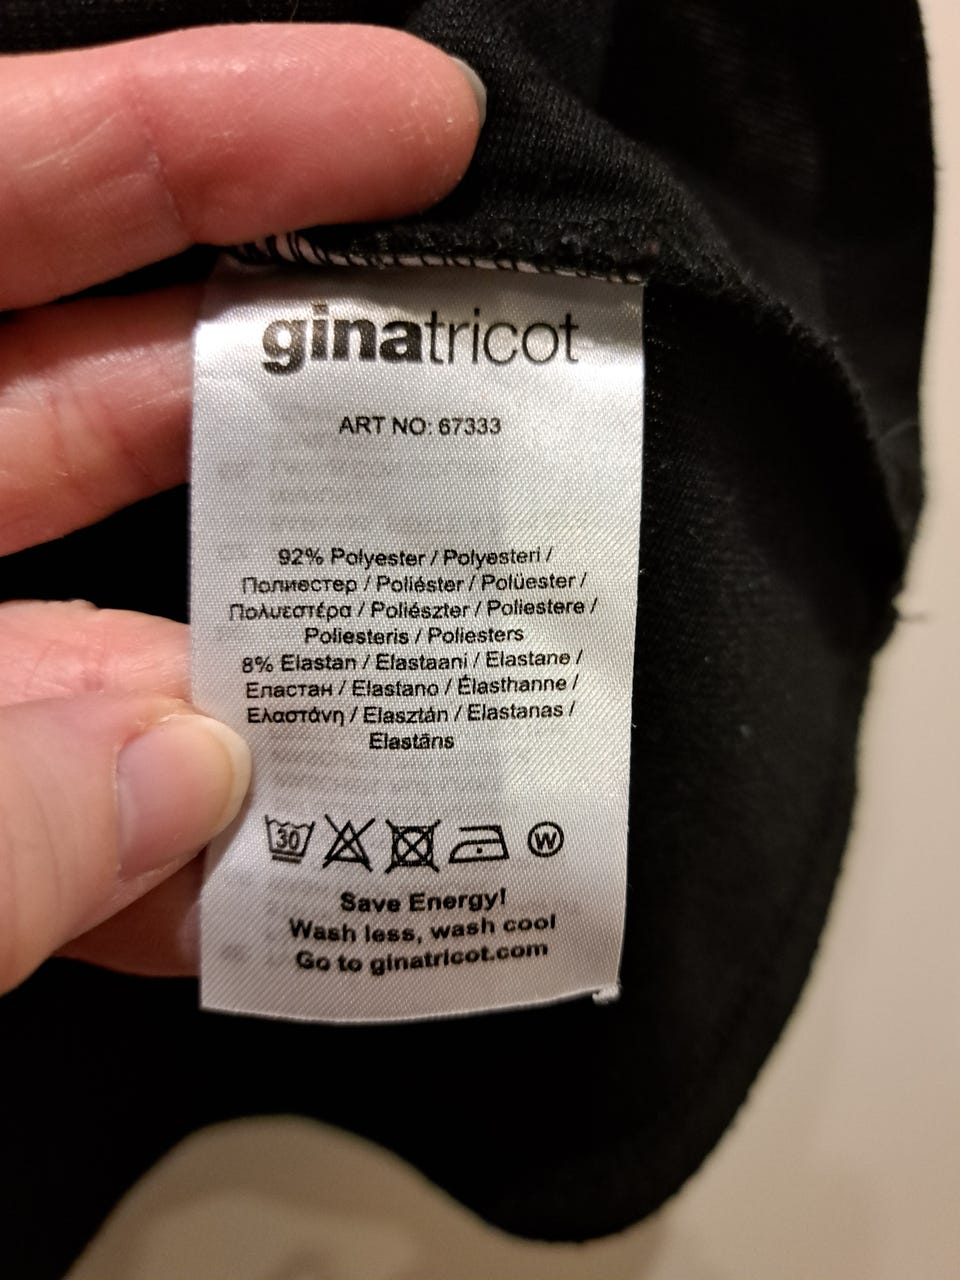 ginatricot
ART NO: 67333
92% Polyester / Polyesteri /
Полиестер / Poliéster / Polüester /
Πολυεστέρα / Poliészter / Poliestere /
Poliesteris / Poliesters
8% Elastan / Elastaani / Elastane /
Еластан / Elastano / Élasthanne /
Ελαστάνη / Elasztán / Elastanas /
Elastāns
30 W
Save Energy!
Wash less, wash cool
Go to ginatricot.com